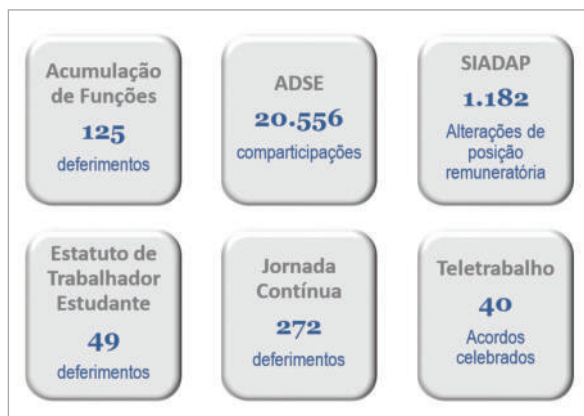 Acumulação
de Funções
125
deferimentos
ADSE
20.556
comparticipações
SIADAP
1.182
Alterações de
posição
remuneratória
Estatuto de
Trabalhador
Estudante
49
deferimentos
Jornada
Contínua
272
deferimentos
Teletrabalho
40
Acordos
celebrados